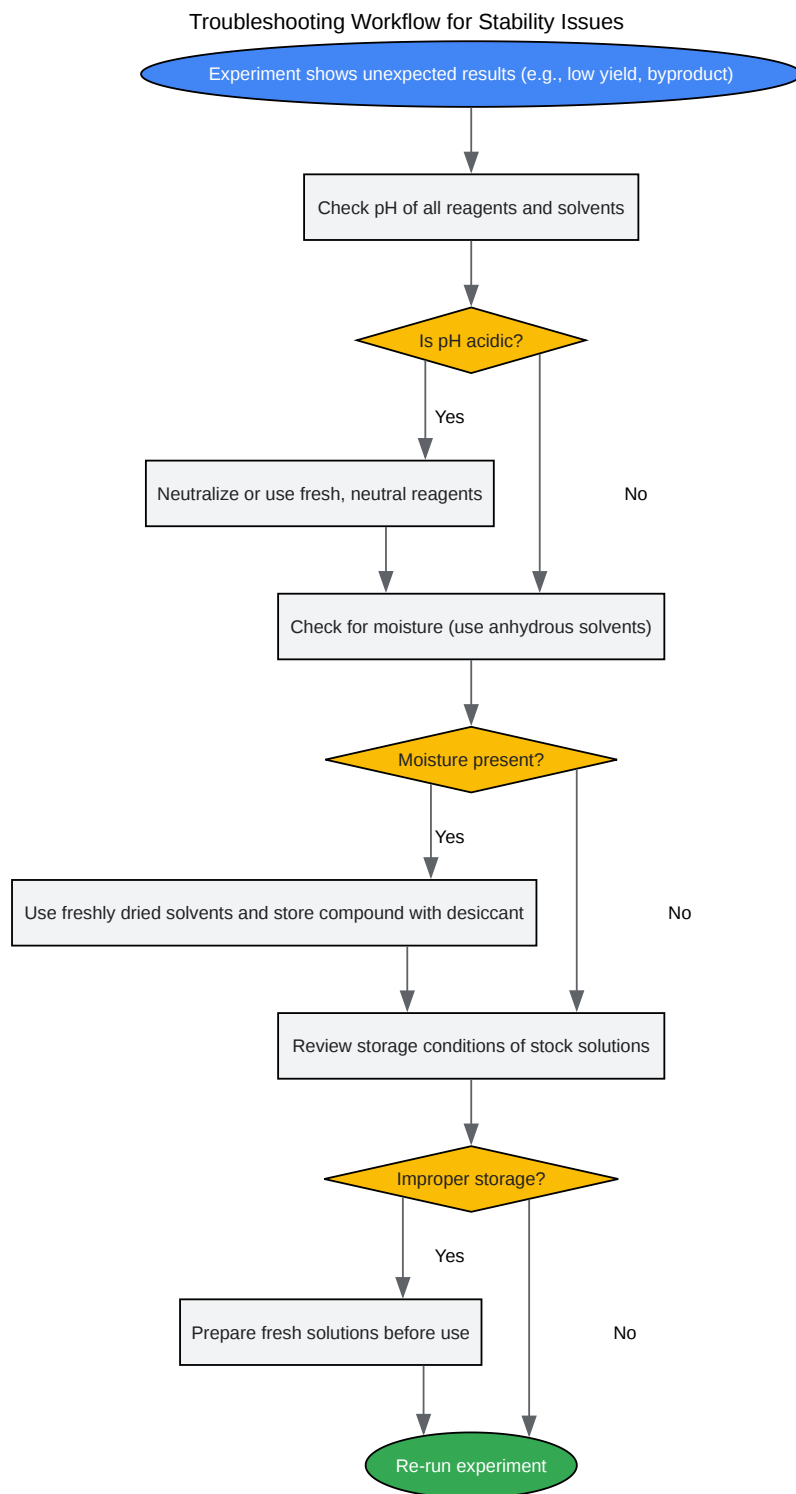 Troubleshooting Workflow for Stability Issues
Experiment shows unexpected results (e.g., low yield, byproduct)
Check pH of all reagents and solvents
Is pH acidic?
Yes
Neutralize or use fresh, neutral reagents
No
Check for moisture (use anhydrous solvents)
Moisture present?
Yes
Use freshly dried solvents and store compound with desiccant
No
Review storage conditions of stock solutions
Improper storage?
Yes
Prepare fresh solutions before use
No
Re-run experiment